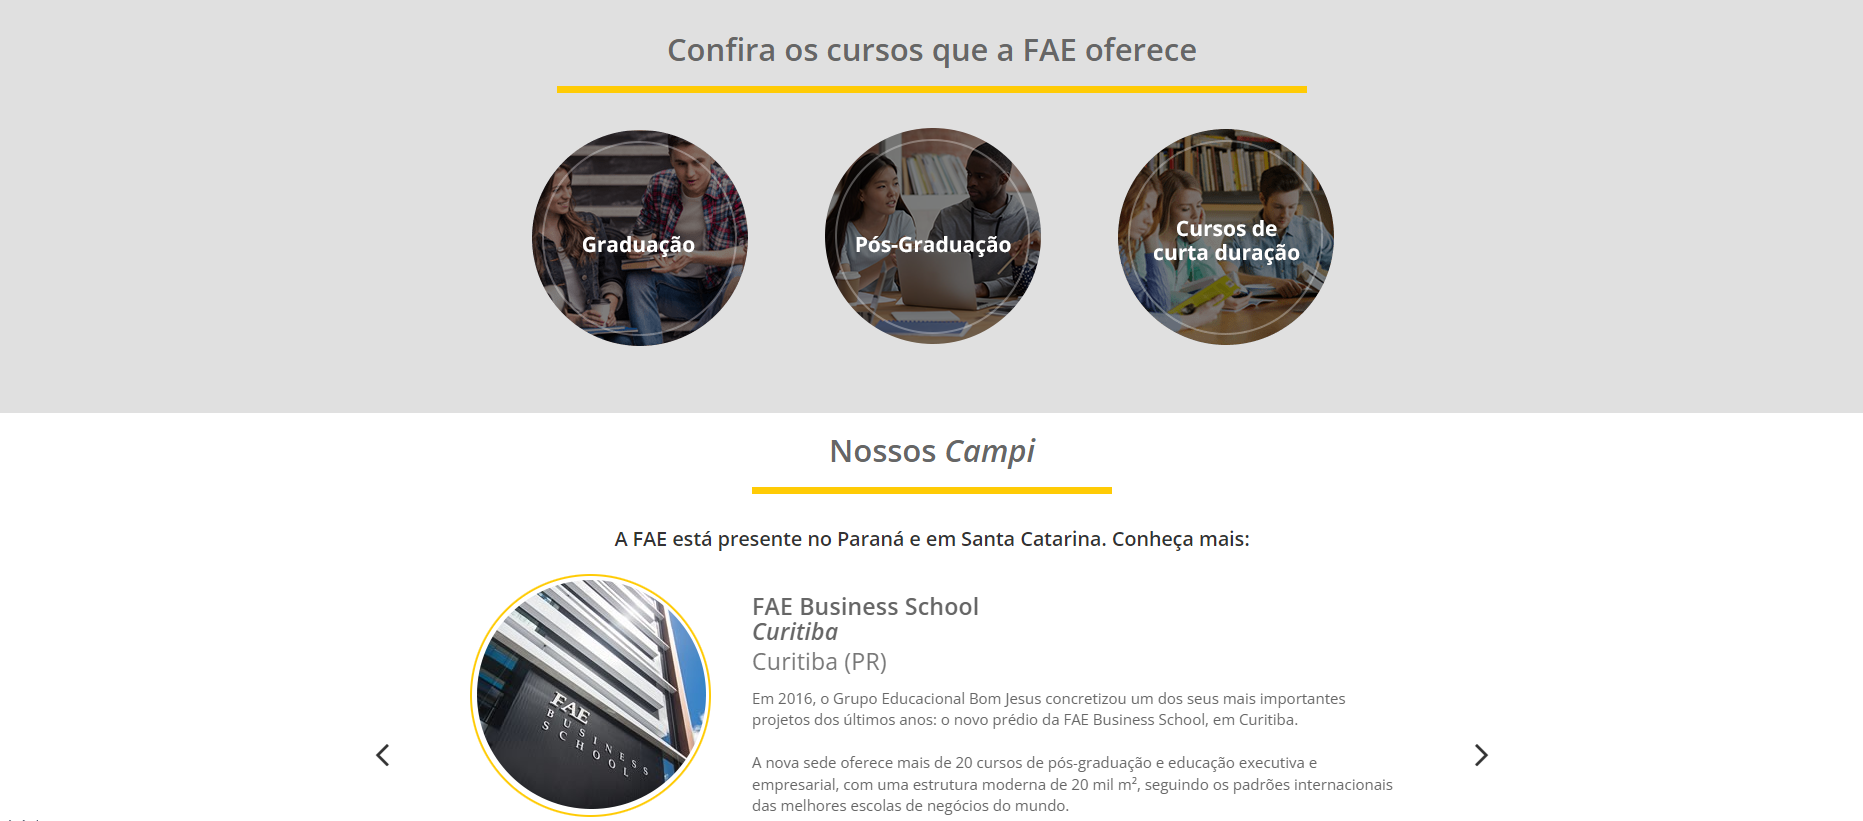 Confira os cursos que a FAE oferece
Graduação
Pós-Graduação
Cursos de
curta duração
Nossos Campi
A FAE está presente no Paraná e em Santa Catarina. Conheça mais:
FAE
BUSINESS
SCHOOL
FAE Business School
Curitiba
Curitiba (PR)
Em 2016, o Grupo Educacional Bom Jesus concretizou um dos seus mais importantes
projetos dos últimos anos: o novo prédio da FAE Business School, em Curitiba.
A nova sede oferece mais de 20 cursos de pós-graduação e educação executiva e
empresarial, com uma estrutura moderna de 20 mil m², seguindo os padrões internacionais
das melhores escolas de negócios do mundo.